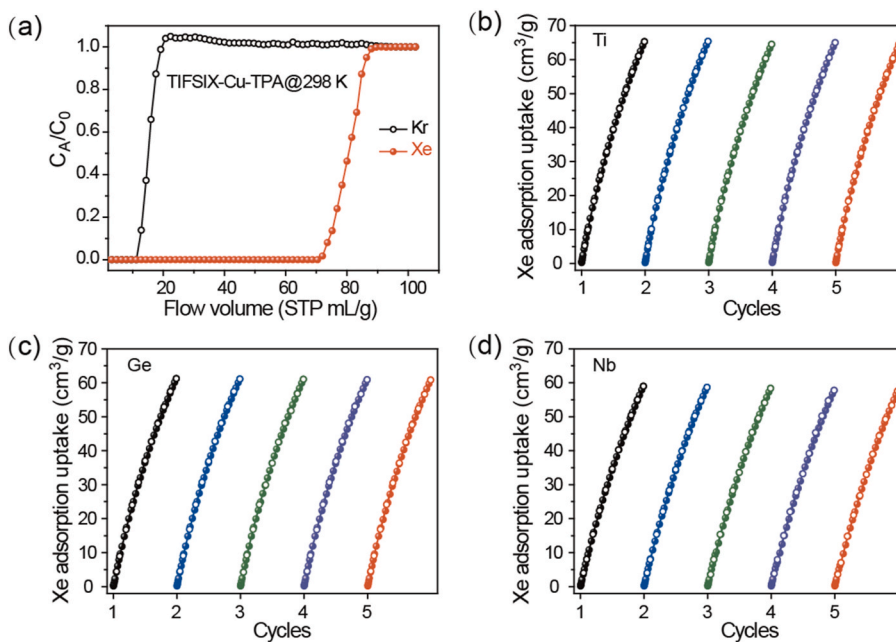 (a)
1.0
0.8
0.6
0.4
0.2
0.0
C_A/C_0
TIFSIX-Cu-TPA@298 K
Kr
Xe
0 20 40 60 80 100
Flow volume (STP mL/g)
(b)
Ti
70
60
50
40
30
20
10
0
Xe adsorption uptake (cm³/g)
1 2 3 4 5
Cycles
(c)
Ge
70
60
50
40
30
20
10
0
Xe adsorption uptake (cm³/g)
1 2 3 4 5
Cycles
(d)
Nb
70
60
50
40
30
20
10
0
Xe adsorption uptake (cm³/g)
1 2 3 4 5
Cycles